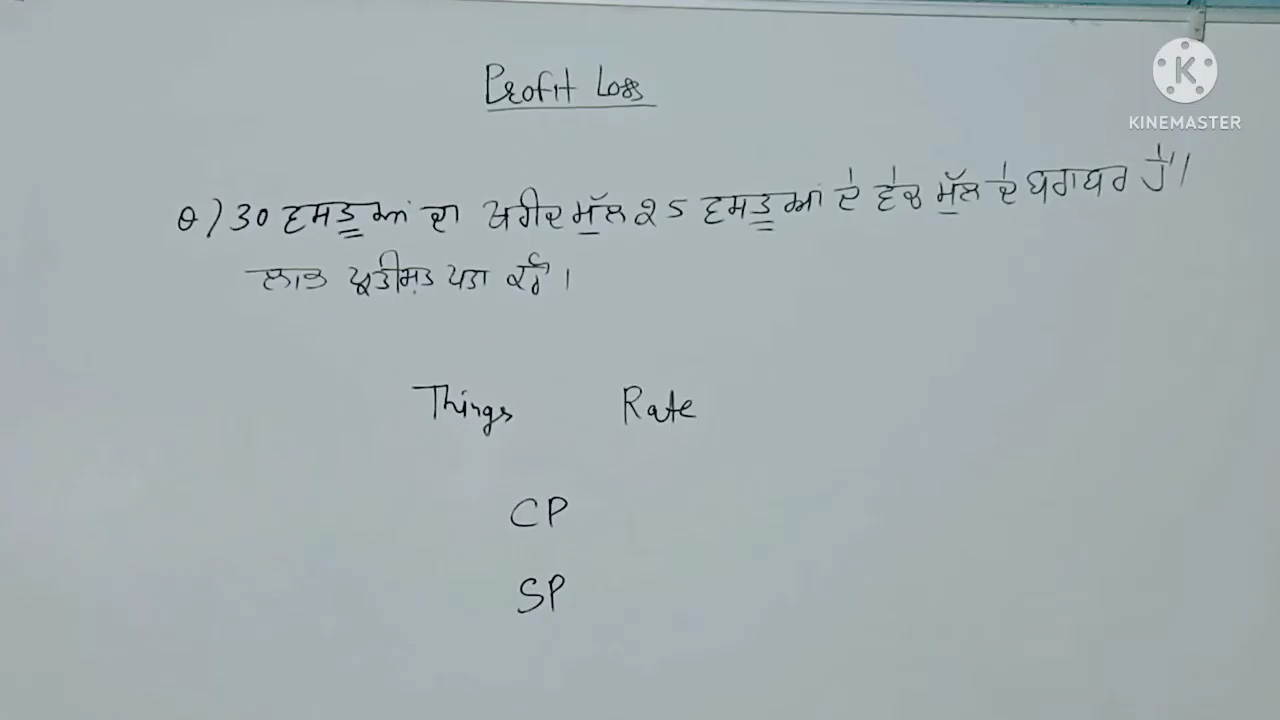 Profit Loss
KINEMASTER
Q) 30 ਵਸਤੂਆਂ ਦਾ ਖਰੀਦ ਮੁੱਲ 25 ਵਸਤੂਆਂ ਦੇ ਵੇਚ ਮੁੱਲ ਦੇ ਬਰਾਬਰ ਹੈ।
ਲਾਭ ਪ੍ਰਤੀਸ਼ਤ ਪਤਾ ਕਰੋ।
Things Rate
CP
SP